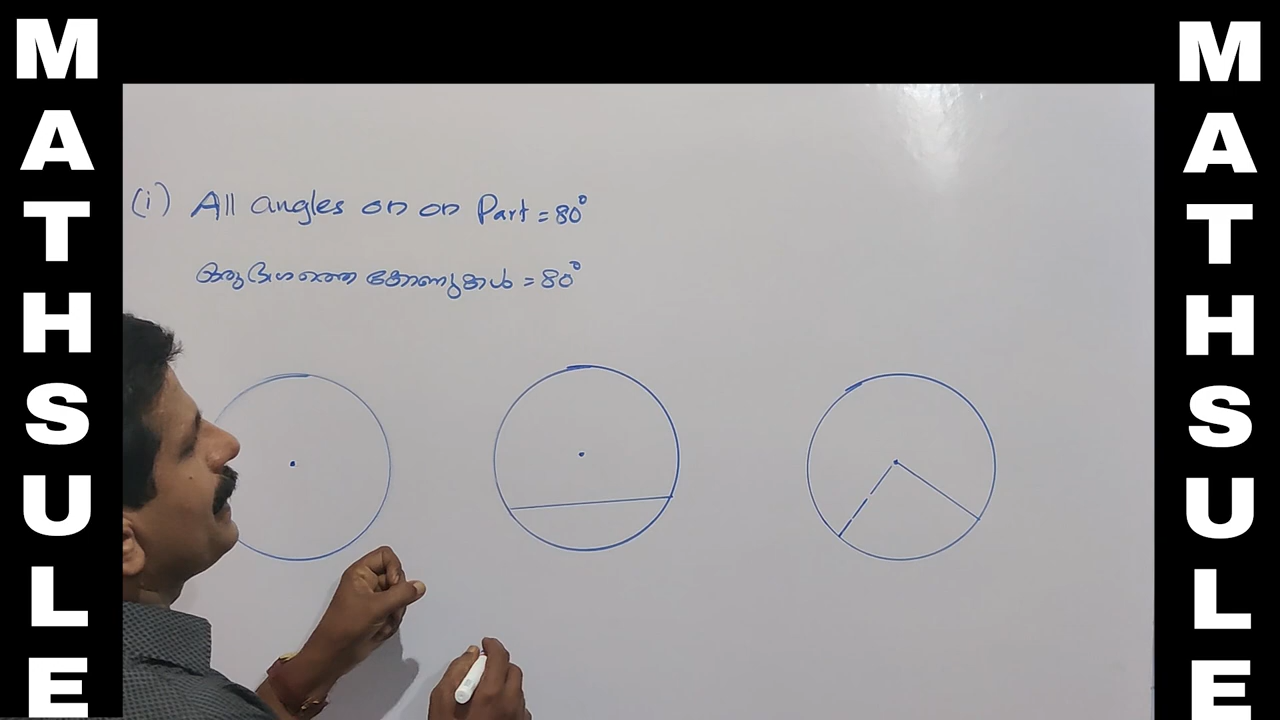 MATHSULE
(i) All angles on on Part = 80°
ഒരു ഭാഗത്തെ കോണുകൾ = 80°
MATHSULE